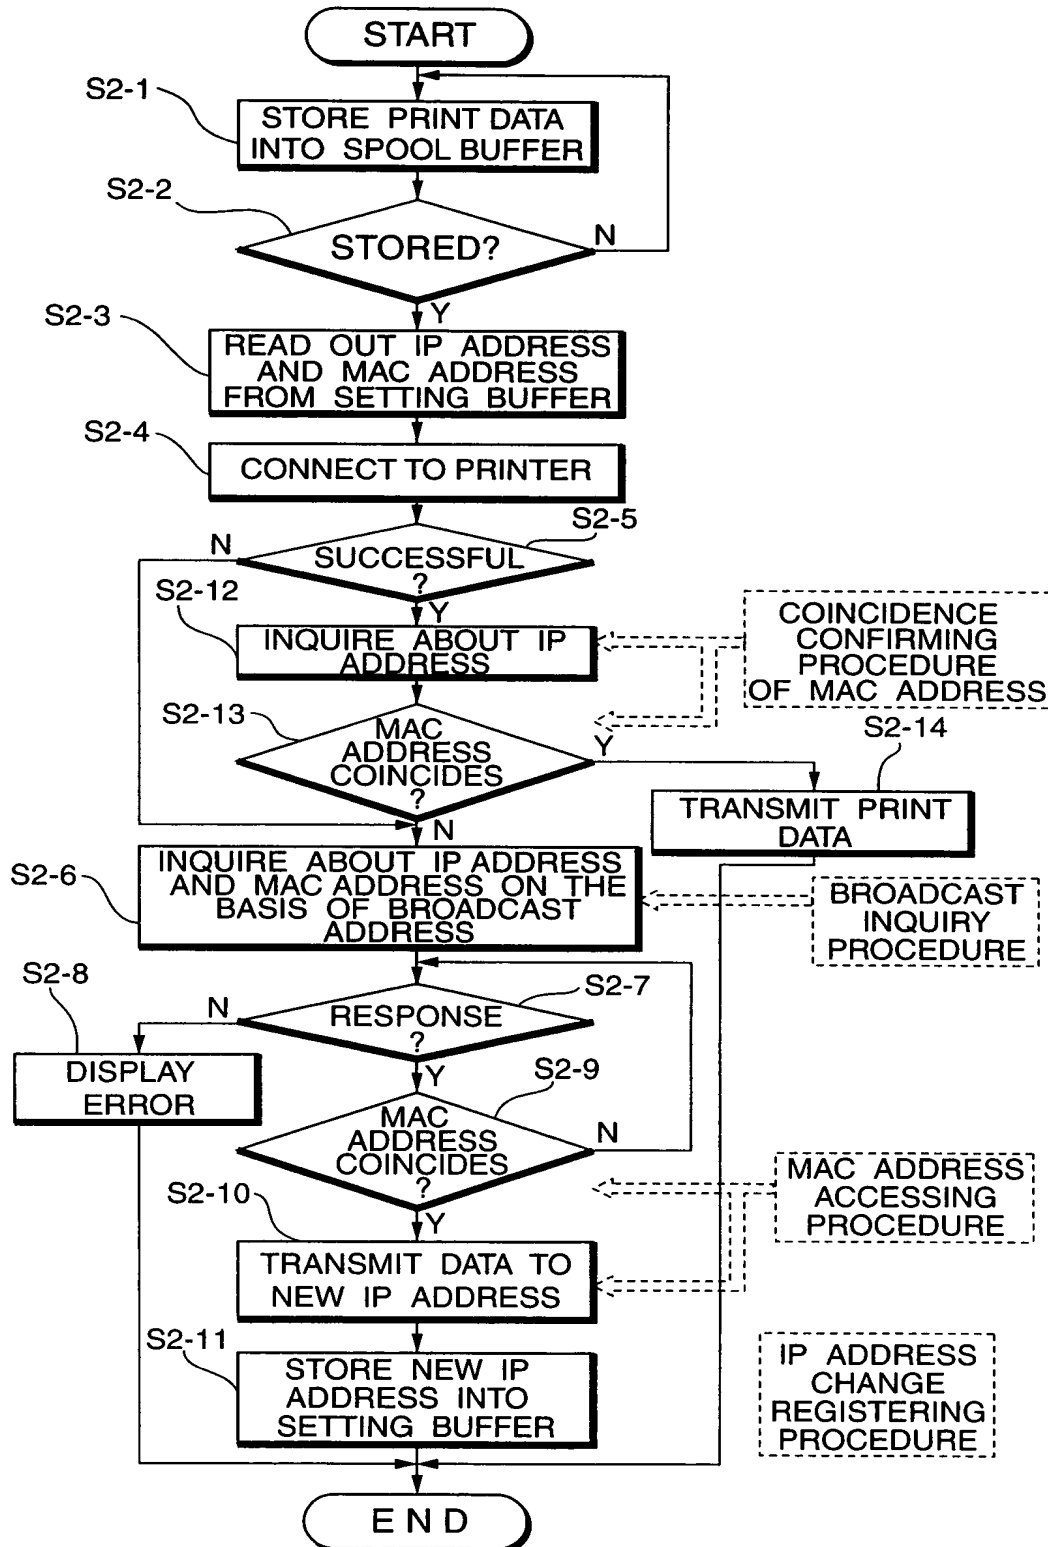 START
S2-1
STORE PRINT DATA
INTO SPOOL BUFFER
S2-2
STORED?
N
Y
S2-3
READ OUT IP ADDRESS
AND MAC ADDRESS
FROM SETTING BUFFER
S2-4
CONNECT TO PRINTER
S2-5
N
SUCCESSFUL
?
S2-12
Y
INQUIRE ABOUT IP
ADDRESS
COINCIDENCE
CONFIRMING
PROCEDURE
OF MAC ADDRESS
S2-13
MAC
ADDRESS
COINCIDES
?
Y
N
S2-14
TRANSMIT PRINT
DATA
S2-6
INQUIRE ABOUT IP ADDRESS
AND MAC ADDRESS ON THE
BASIS OF BROADCAST
ADDRESS
BROADCAST
INQUIRY
PROCEDURE
S2-8
S2-7
N
RESPONSE
?
Y
DISPLAY
ERROR
S2-9
MAC
ADDRESS
COINCIDES
?
N
Y
MAC ADDRESS
ACCESSING
PROCEDURE
S2-10
TRANSMIT DATA TO
NEW IP ADDRESS
S2-11
STORE NEW IP
ADDRESS INTO
SETTING BUFFER
IP ADDRESS
CHANGE
REGISTERING
PROCEDURE
END